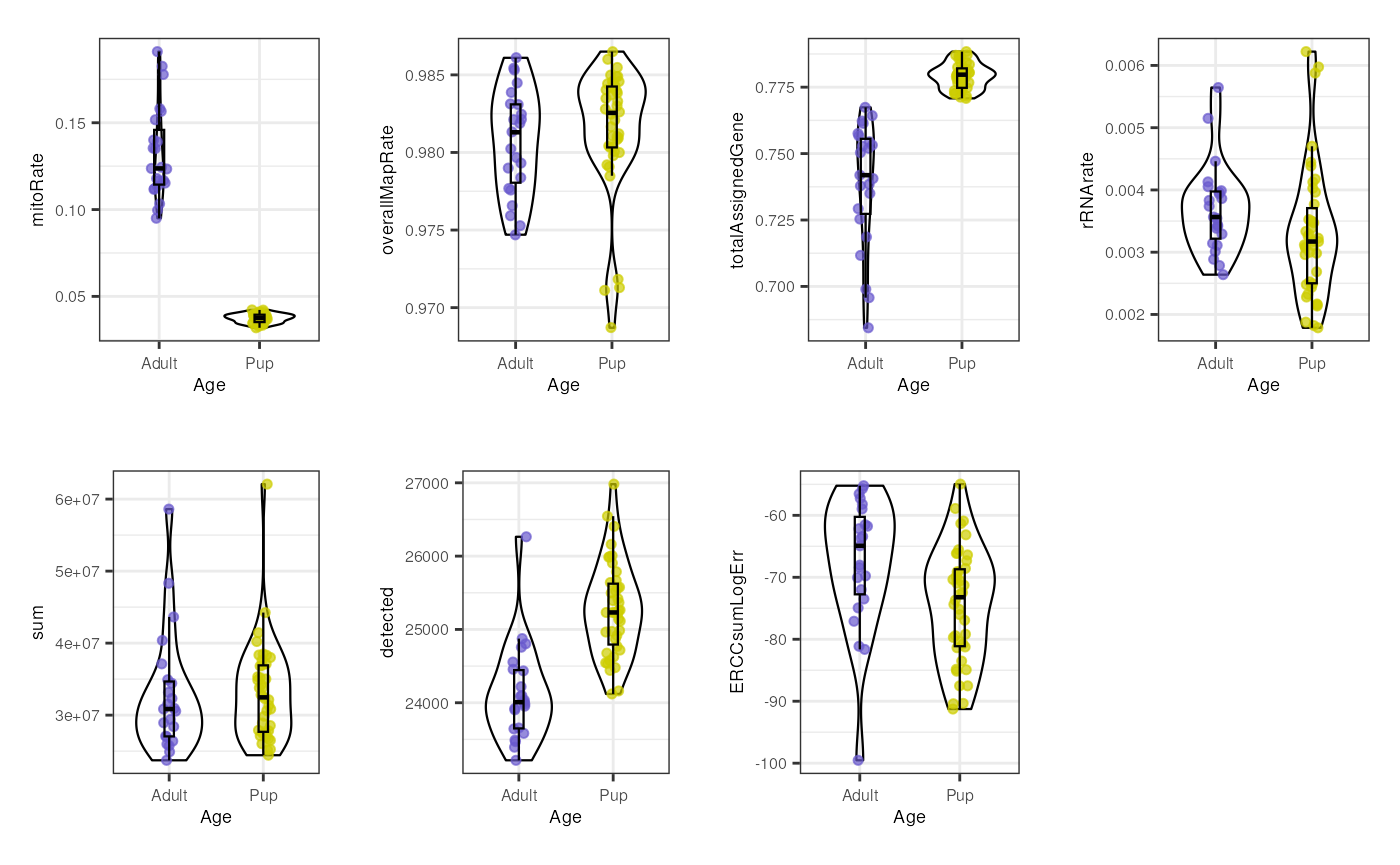 mitoRate
0.15
0.10
0.05
Adult Pup
Age
overallMapRate
0.985
0.980
0.975
0.970
Adult Pup
Age
totalAssignedGene
0.775
0.750
0.725
0.700
Adult Pup
Age
rRNArate
0.006
0.005
0.004
0.003
0.002
Adult Pup
Age
sum
6e+07
5e+07
4e+07
3e+07
Adult Pup
Age
detected
27000
26000
25000
24000
Adult Pup
Age
ERCCsumLogErr
-60
-70
-80
-90
-100
Adult Pup
Age